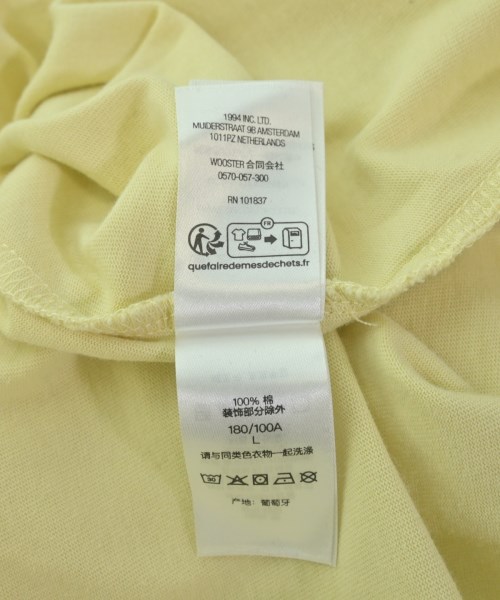 1994 INC. LTD.
MUIDERSTRAAT 9B AMSTERDAM
1011PZ NETHERLANDS
WOOSTER 合同会社
0570-057-300
RN 101837
FR
quefairedemesdechets.fr
100% 棉
装饰部分除外
180/100A
L
请与同类色衣物一起洗涤
产地: 葡萄牙